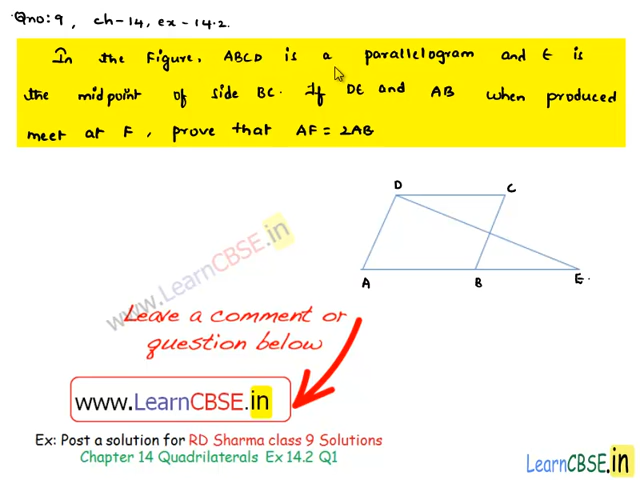 Qno: 9, ch-14, ex-14.2.
In the Figure, ABCD is a parallelogram and E is
the midpoint of side BC. If DE and AB when produced
meet at F, prove that AF = 2AB
D
C
A
B
E.
www.LearnCBSE.in
Leave a comment or
question below
www.LearnCBSE.in
Ex: Post a solution for RD Sharma class 9 Solutions
Chapter 14 Quadrilaterals Ex 14.2 Q1
LearnCBSE.in